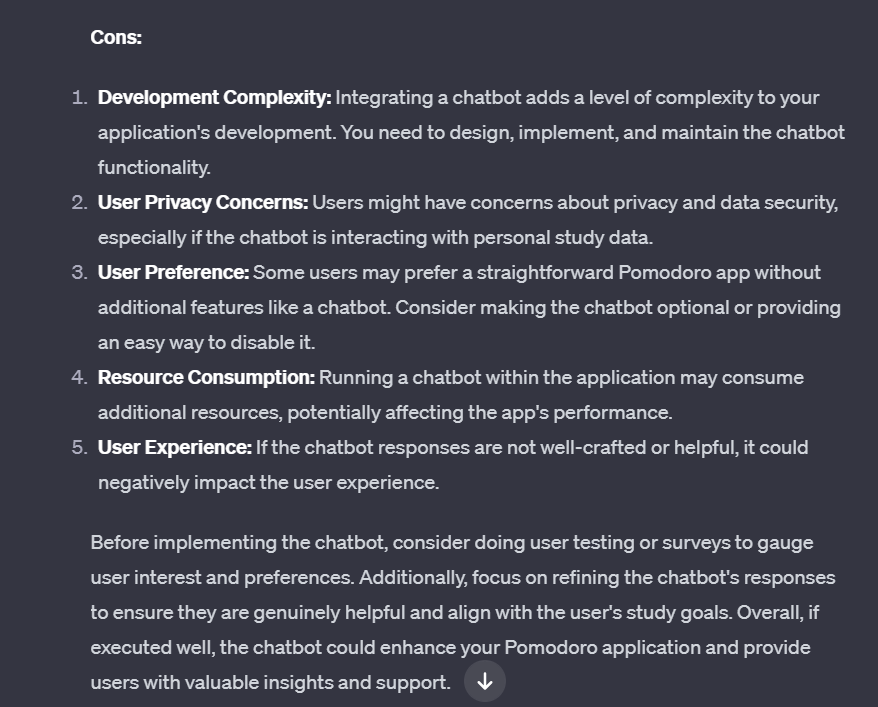 Cons:
1. Development Complexity: Integrating a chatbot adds a level of complexity to your
application's development. You need to design, implement, and maintain the chatbot
functionality.
2. User Privacy Concerns: Users might have concerns about privacy and data security,
especially if the chatbot is interacting with personal study data.
3. User Preference: Some users may prefer a straightforward Pomodoro app without
additional features like a chatbot. Consider making the chatbot optional or providing
an easy way to disable it.
4. Resource Consumption: Running a chatbot within the application may consume
additional resources, potentially affecting the app's performance.
5. User Experience: If the chatbot responses are not well-crafted or helpful, it could
negatively impact the user experience.
Before implementing the chatbot, consider doing user testing or surveys to gauge
user interest and preferences. Additionally, focus on refining the chatbot's responses
to ensure they are genuinely helpful and align with the user's study goals. Overall, if
executed well, the chatbot could enhance your Pomodoro application and provide
users with valuable insights and support.